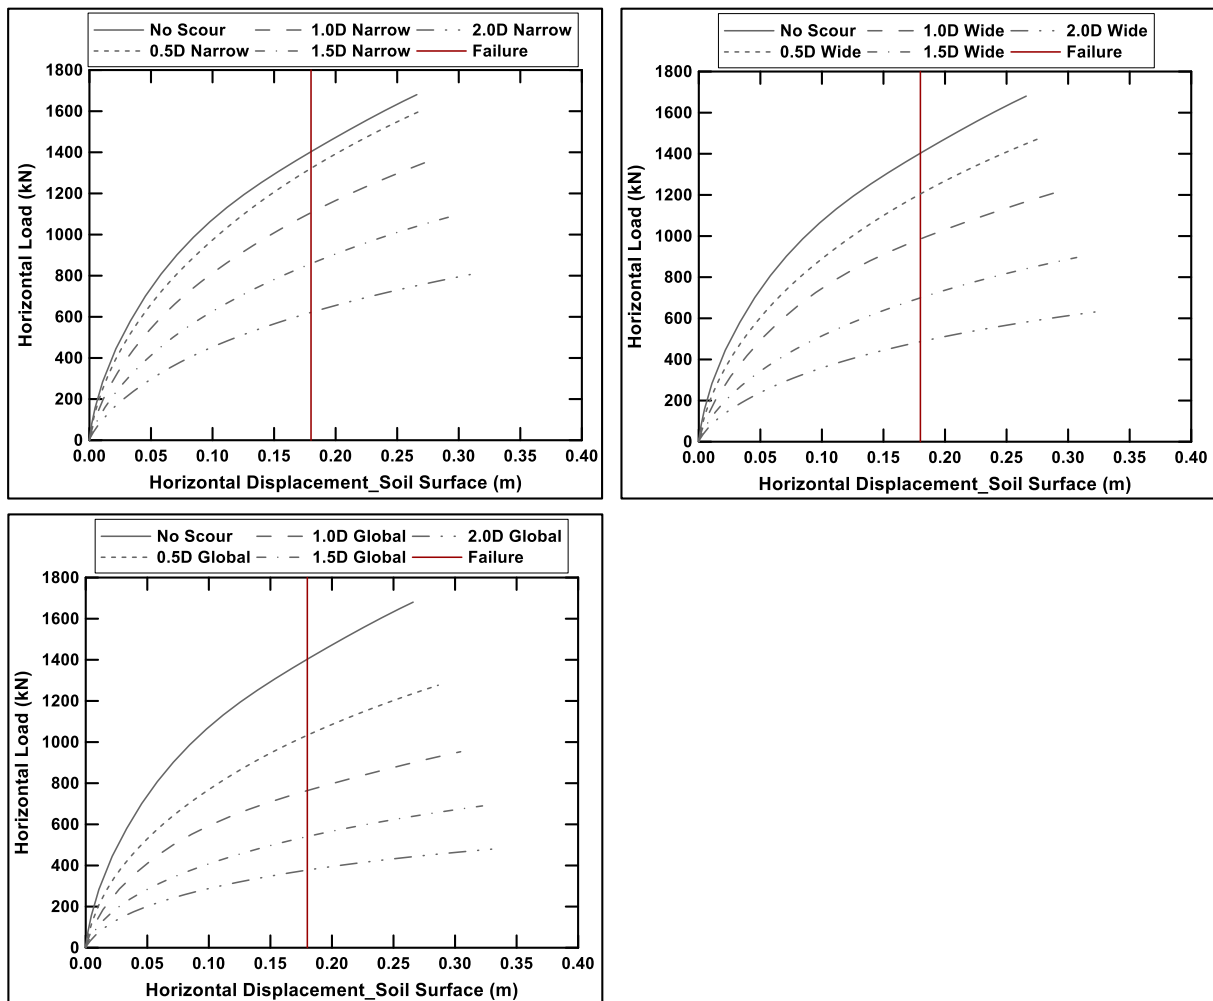 No Scour 1.0D Narrow 2.0D Narrow
0.5D Narrow 1.5D Narrow Failure
1800
1600
1400
1200
1000
800
600
400
200
0
Horizontal Load (kN)
0.00 0.05 0.10 0.15 0.20 0.25 0.30 0.35 0.40
Horizontal Displacement_Soil Surface (m)
No Scour 1.0D Wide 2.0D Wide
0.5D Wide 1.5D Wide Failure
1800
1600
1400
1200
1000
800
600
400
200
0
Horizontal Load (kN)
0.00 0.05 0.10 0.15 0.20 0.25 0.30 0.35 0.40
Horizontal Displacement_Soil Surface (m)
No Scour 1.0D Global 2.0D Global
0.5D Global 1.5D Global Failure
1800
1600
1400
1200
1000
800
600
400
200
0
Horizontal Load (kN)
0.00 0.05 0.10 0.15 0.20 0.25 0.30 0.35 0.40
Horizontal Displacement_Soil Surface (m)